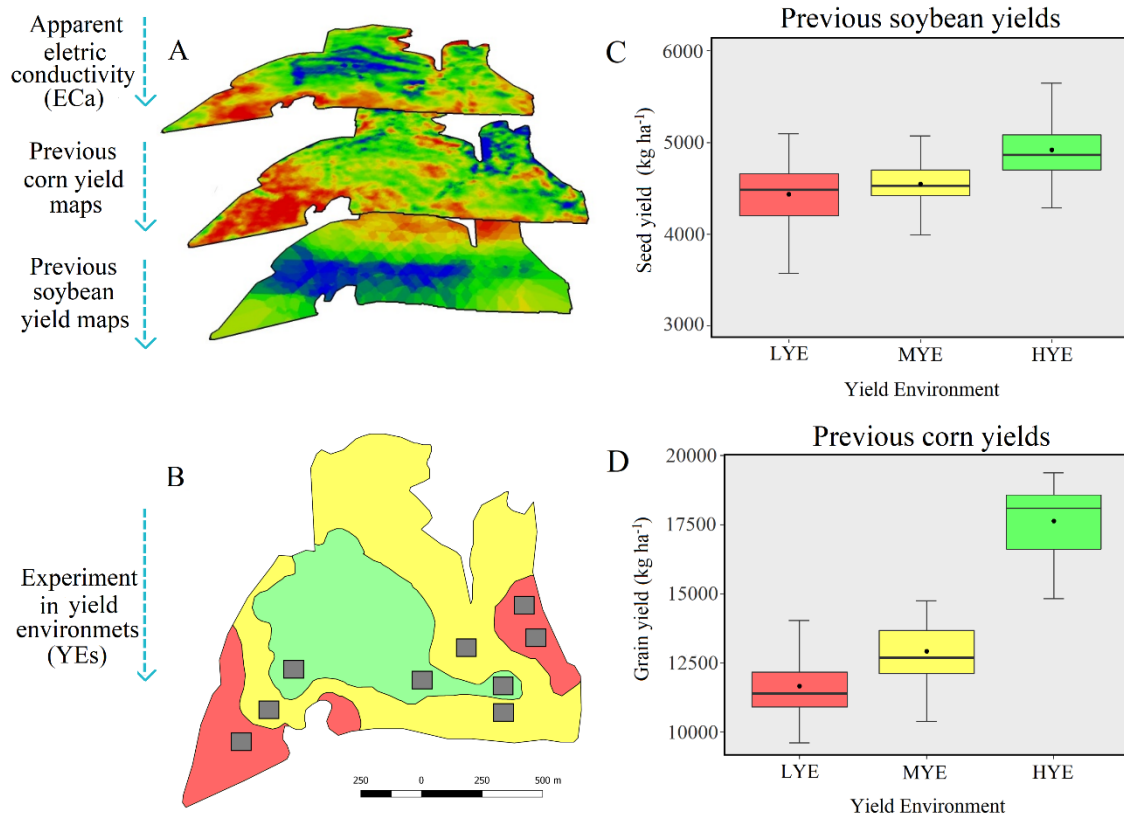 Apparent
eletric
conductivity
(ECa)
Previous
corn yield
maps
Previous
soybean
yield maps
A
Experiment
in yield
environmets
(YEs)
B
250 0 250 500 m
Previous soybean yields
C
6000
5000
4000
3000
Seed yield (kg ha⁻¹)
LYE MYE HYE
Yield Environment
Previous corn yields
D
20000
17500
15000
12500
10000
Grain yield (kg ha⁻¹)
LYE MYE HYE
Yield Environment